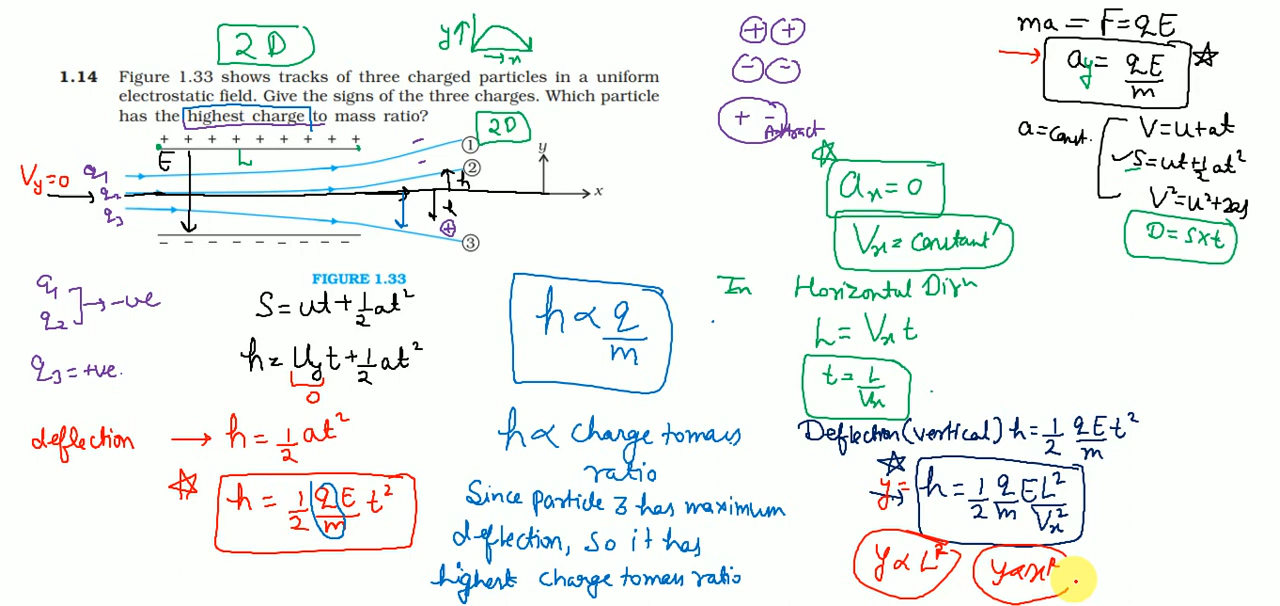 2D
y↑
→x
1.14 Figure 1.33 shows tracks of three charged particles in a uniform
electrostatic field. Give the signs of the three charges. Which particle
has the highest charge to mass ratio?
+ + + + + + + + +
E
L
①
②
③
2D
y
x
Vy=0
q1
q2
q3
h
h
+
- - - - - - - - -
FIGURE 1.33
q1
q2 → -ve
q3 = +ve.
S = ut + 1/2 at²
h = Uyt + 1/2 at²
0
deflection → h = 1/2 at²
h = 1/2 qE/m t²
h ∝ q/m
h ∝ charge to mass
ratio
Since particle 3 has maximum
deflection, so it has
highest charge to mass ratio
+ +
- -
+ -
Attract
ma = F = qE
ay = qE/m
a = const.
V = u + at
✓S = ut + 1/2 at²
V² = u² + 2as
D = S x t
ax = 0
Vx = constant
In Horizontal Dirn
L = Vx t
t = L/Vx
Deflection (vertical) h = 1/2 qE/m t²
y = h = 1/2 q/m EL²/Vx²
y ∝ L²
y ∝ x²